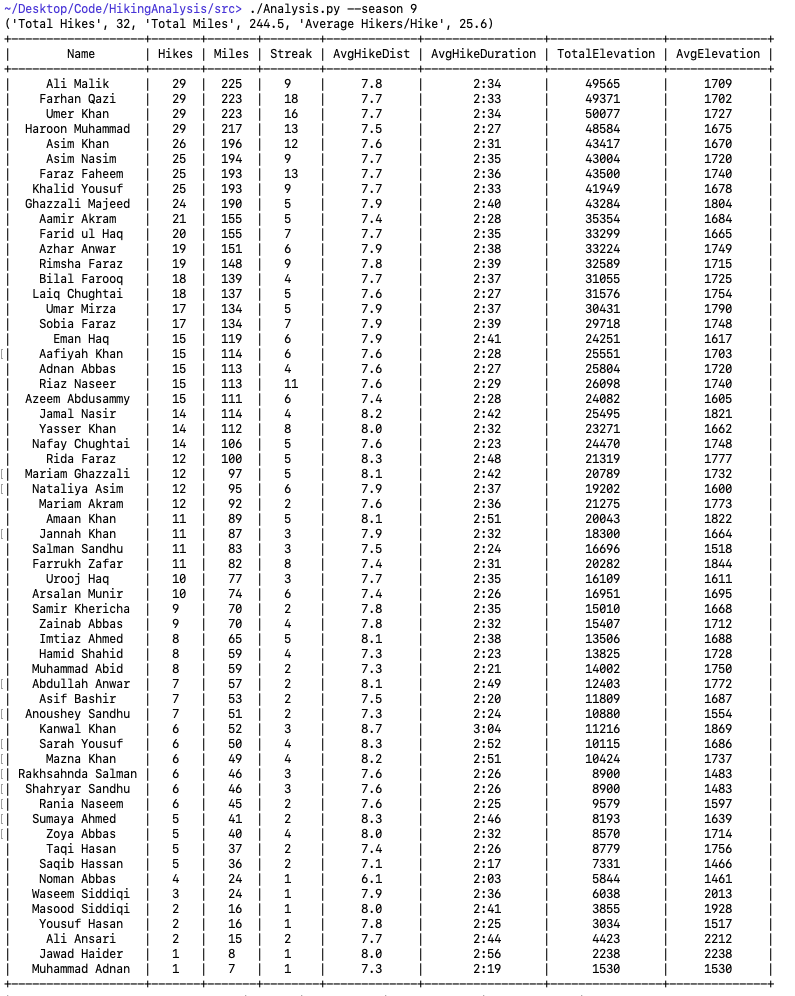 ~/Desktop/Code/HikingAnalysis/src> ./Analysis.py --season 9
('Total Hikes', 32, 'Total Miles', 244.5, 'Average Hikers/Hike', 25.6)
| Name | Hikes | Miles | Streak | AvgHikeDist | AvgHikeDuration | TotalElevation | AvgElevation |
| Ali Malik | 29 | 225 | 9 | 7.8 | 2:34 | 49565 | 1709 |
| Farhan Qazi | 29 | 223 | 18 | 7.7 | 2:33 | 49371 | 1702 |
| Umer Khan | 29 | 223 | 16 | 7.7 | 2:34 | 50077 | 1727 |
| Haroon Muhammad | 29 | 217 | 13 | 7.5 | 2:27 | 48584 | 1675 |
| Asim Khan | 26 | 196 | 12 | 7.6 | 2:31 | 43417 | 1670 |
| Asim Nasim | 25 | 194 | 9 | 7.7 | 2:35 | 43004 | 1720 |
| Faraz Faheem | 25 | 193 | 13 | 7.7 | 2:36 | 43500 | 1740 |
| Khalid Yousuf | 25 | 193 | 9 | 7.7 | 2:33 | 41949 | 1678 |
| Ghazzali Majeed | 24 | 190 | 5 | 7.9 | 2:40 | 43284 | 1804 |
| Aamir Akram | 21 | 155 | 5 | 7.4 | 2:28 | 35354 | 1684 |
| Farid ul Haq | 20 | 155 | 7 | 7.7 | 2:35 | 33299 | 1665 |
| Azhar Anwar | 19 | 151 | 6 | 7.9 | 2:38 | 33224 | 1749 |
| Rimsha Faraz | 19 | 148 | 9 | 7.8 | 2:39 | 32589 | 1715 |
| Bilal Farooq | 18 | 139 | 4 | 7.7 | 2:37 | 31055 | 1725 |
| Laiq Chughtai | 18 | 137 | 5 | 7.6 | 2:27 | 31576 | 1754 |
| Umar Mirza | 17 | 134 | 5 | 7.9 | 2:37 | 30431 | 1790 |
| Sobia Faraz | 17 | 134 | 7 | 7.9 | 2:39 | 29718 | 1748 |
| Eman Haq | 15 | 119 | 6 | 7.9 | 2:41 | 24251 | 1617 |
| Aafiyah Khan | 15 | 114 | 6 | 7.6 | 2:28 | 25551 | 1703 |
| Adnan Abbas | 15 | 113 | 4 | 7.6 | 2:27 | 25804 | 1720 |
| Riaz Naseer | 15 | 113 | 11 | 7.6 | 2:29 | 26098 | 1740 |
| Azeem Abdusammy | 15 | 111 | 6 | 7.4 | 2:28 | 24082 | 1605 |
| Jamal Nasir | 14 | 114 | 4 | 8.2 | 2:42 | 25495 | 1821 |
| Yasser Khan | 14 | 112 | 8 | 8.0 | 2:32 | 23271 | 1662 |
| Nafay Chughtai | 14 | 106 | 5 | 7.6 | 2:23 | 24470 | 1748 |
| Rida Faraz | 12 | 100 | 5 | 8.3 | 2:48 | 21319 | 1777 |
| Mariam Ghazzali | 12 | 97 | 5 | 8.1 | 2:42 | 20789 | 1732 |
| Nataliya Asim | 12 | 95 | 6 | 7.9 | 2:37 | 19202 | 1600 |
| Mariam Akram | 12 | 92 | 2 | 7.6 | 2:36 | 21275 | 1773 |
| Amaan Khan | 11 | 89 | 5 | 8.1 | 2:51 | 20043 | 1822 |
| Jannah Khan | 11 | 87 | 3 | 7.9 | 2:32 | 18300 | 1664 |
| Salman Sandhu | 11 | 83 | 3 | 7.5 | 2:24 | 16696 | 1518 |
| Farrukh Zafar | 11 | 82 | 8 | 7.4 | 2:31 | 20282 | 1844 |
| Urooj Haq | 10 | 77 | 3 | 7.7 | 2:35 | 16109 | 1611 |
| Arsalan Munir | 10 | 74 | 6 | 7.4 | 2:26 | 16951 | 1695 |
| Samir Khericha | 9 | 70 | 2 | 7.8 | 2:35 | 15010 | 1668 |
| Zainab Abbas | 9 | 70 | 4 | 7.8 | 2:32 | 15407 | 1712 |
| Imtiaz Ahmed | 8 | 65 | 5 | 8.1 | 2:38 | 13506 | 1688 |
| Hamid Shahid | 8 | 59 | 4 | 7.3 | 2:23 | 13825 | 1728 |
| Muhammad Abid | 8 | 59 | 2 | 7.3 | 2:21 | 14002 | 1750 |
| Abdullah Anwar | 7 | 57 | 2 | 8.1 | 2:49 | 12403 | 1772 |
| Asif Bashir | 7 | 53 | 2 | 7.5 | 2:20 | 11809 | 1687 |
| Anoushey Sandhu | 7 | 51 | 2 | 7.3 | 2:24 | 10880 | 1554 |
| Kanwal Khan | 6 | 52 | 3 | 8.7 | 3:04 | 11216 | 1869 |
| Sarah Yousuf | 6 | 50 | 4 | 8.3 | 2:52 | 10115 | 1686 |
| Mazna Khan | 6 | 49 | 4 | 8.2 | 2:51 | 10424 | 1737 |
| Rakhsahnda Salman | 6 | 46 | 3 | 7.6 | 2:26 | 8900 | 1483 |
| Shahryar Sandhu | 6 | 46 | 3 | 7.6 | 2:26 | 8900 | 1483 |
| Rania Naseem | 6 | 45 | 2 | 7.6 | 2:25 | 9579 | 1597 |
| Sumaya Ahmed | 5 | 41 | 2 | 8.3 | 2:46 | 8193 | 1639 |
| Zoya Abbas | 5 | 40 | 4 | 8.0 | 2:32 | 8570 | 1714 |
| Taqi Hasan | 5 | 37 | 2 | 7.4 | 2:26 | 8779 | 1756 |
| Saqib Hassan | 5 | 36 | 2 | 7.1 | 2:17 | 7331 | 1466 |
| Noman Abbas | 4 | 24 | 1 | 6.1 | 2:03 | 5844 | 1461 |
| Waseem Siddiqi | 3 | 24 | 1 | 7.9 | 2:36 | 6038 | 2013 |
| Masood Siddiqi | 2 | 16 | 1 | 8.0 | 2:41 | 3855 | 1928 |
| Yousuf Hasan | 2 | 16 | 1 | 7.8 | 2:25 | 3034 | 1517 |
| Ali Ansari | 2 | 15 | 2 | 7.7 | 2:44 | 4423 | 2212 |
| Jawad Haider | 1 | 8 | 1 | 8.0 | 2:56 | 2238 | 2238 |
| Muhammad Adnan | 1 | 7 | 1 | 7.3 | 2:19 | 1530 | 1530 |